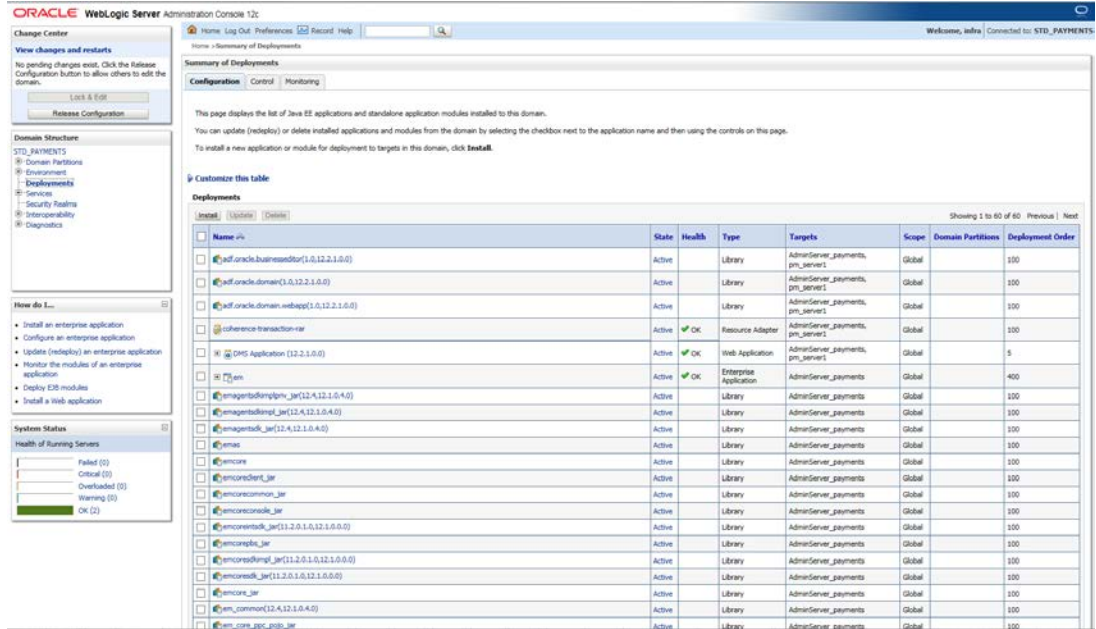 ORACLE WebLogic Server Administration Console 12c
Change Center
View changes and restarts
No pending changes exist. Click the Release
Configuration button to allow others to edit the
domain.
Lock & Edit
Release Configuration
Domain Structure
STD_PAYMENTS
Domain Partitions
Environment
Deployments
Services
Security Realms
Interoperability
Diagnostics
How do I...
Install an enterprise application
Configure an enterprise application
Update (redeploy) an enterprise application
Monitor the modules of an enterprise
application
Deploy EJB modules
Install a Web application
System Status
Health of Running Servers
Failed (0)
Critical (0)
Overloaded (0)
Warning (0)
OK (2)
Home Log Out Preferences Record Help
Welcome, infra Connected to: STD_PAYMENTS
Home >Summary of Deployments
Summary of Deployments
Configuration Control Monitoring
This page displays the list of Java EE applications and standalone application modules installed to this domain.
You can update (redeploy) or delete installed applications and modules from the domain by selecting the checkbox next to the application name and then using the controls on this page.
To install a new application or module for deployment to targets in this domain, click Install.
Customize this table
Deployments
Install Update Delete Showing 1 to 60 of 60 Previous | Next
Name State Health Type Targets Scope Domain Partitions Deployment Order
adf.oracle.businesseditor(1.0,12.2.1.0.0) Active Library AdminServer_payments, pm_server1 Global 100
adf.oracle.domain(1.0,12.2.1.0.0) Active Library AdminServer_payments, pm_server1 Global 100
adf.oracle.domain.webapp(1.0,12.2.1.0.0) Active Library AdminServer_payments, pm_server1 Global 100
coherence-transaction-rar Active OK Resource Adapter AdminServer_payments, pm_server1 Global 100
DMS Application (12.2.1.0.0) Active OK Web Application AdminServer_payments, pm_server1 Global 5
em Active OK Enterprise Application AdminServer_payments Global 400
emagentsdkimplpriv_jar(12.4,12.1.0.4.0) Active Library AdminServer_payments Global 100
emagentsdkimpl_jar(12.4,12.1.0.4.0) Active Library AdminServer_payments Global 100
emagentsdk_jar(12.4,12.1.0.4.0) Active Library AdminServer_payments Global 100
emas Active Library AdminServer_payments Global 100
emcore Active Library AdminServer_payments Global 100
emcoreclient_jar Active Library AdminServer_payments Global 100
emcorecommon_jar Active Library AdminServer_payments Global 100
emcoreconsole_jar Active Library AdminServer_payments Global 100
emcoreintsdk_jar(11.2.0.1.0,12.1.0.0.0) Active Library AdminServer_payments Global 100
emcorepbs_jar Active Library AdminServer_payments Global 100
emcoresdkimpl_jar(11.2.0.1.0,12.1.0.0.0) Active Library AdminServer_payments Global 100
emcoresdk_jar(11.2.0.1.0,12.1.0.0.0) Active Library AdminServer_payments Global 100
emcore_jar Active Library AdminServer_payments Global 100
em_common(12.4,12.1.0.4.0) Active Library AdminServer_payments Global 100
em_core_ppc_pojo_jar Active Library AdminServer_payments Global 100